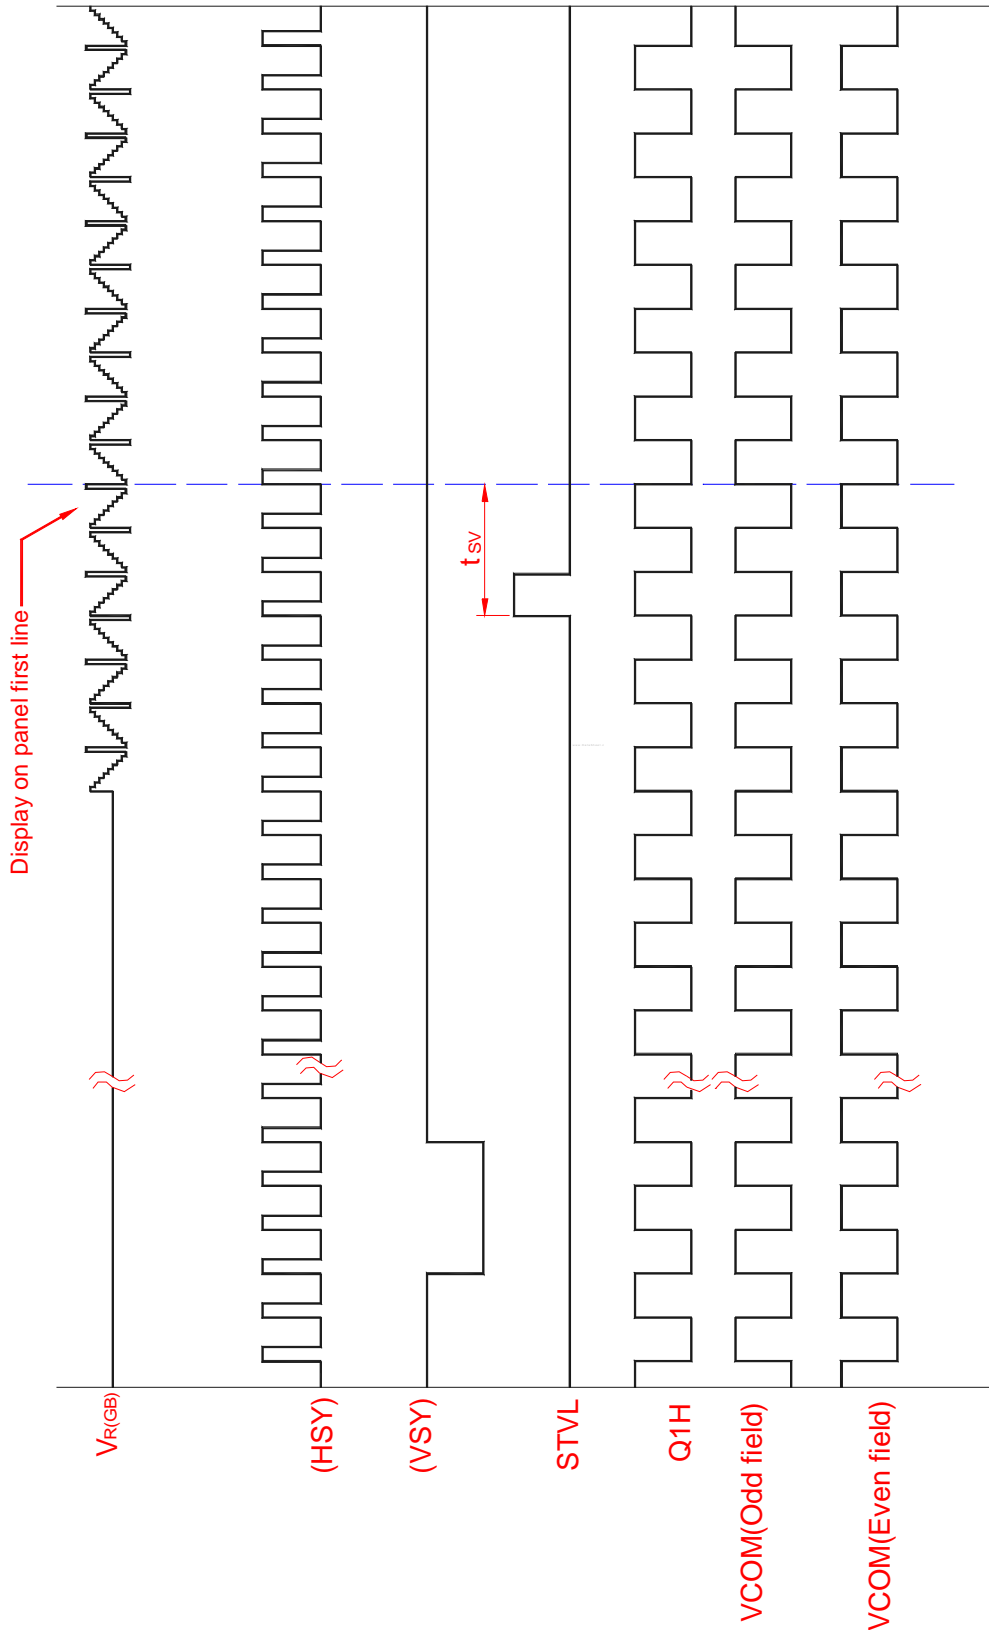 Display on panel first line
tSV
VR(GB)
(HSY)
(VSY)
STVL
Q1H
VCOM(Odd field)
VCOM(Even field)